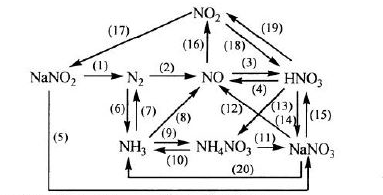 NO₂
(17) (19)
(16) (18)
NaNO₂ (1) N₂ (2) NO (3) HNO₃
(4)
(5) (6) (7) (8) (12) (13) (14) (15)
(9)
NH₃ NH₄NO₃ (11) NaNO₃
(10)
(20)